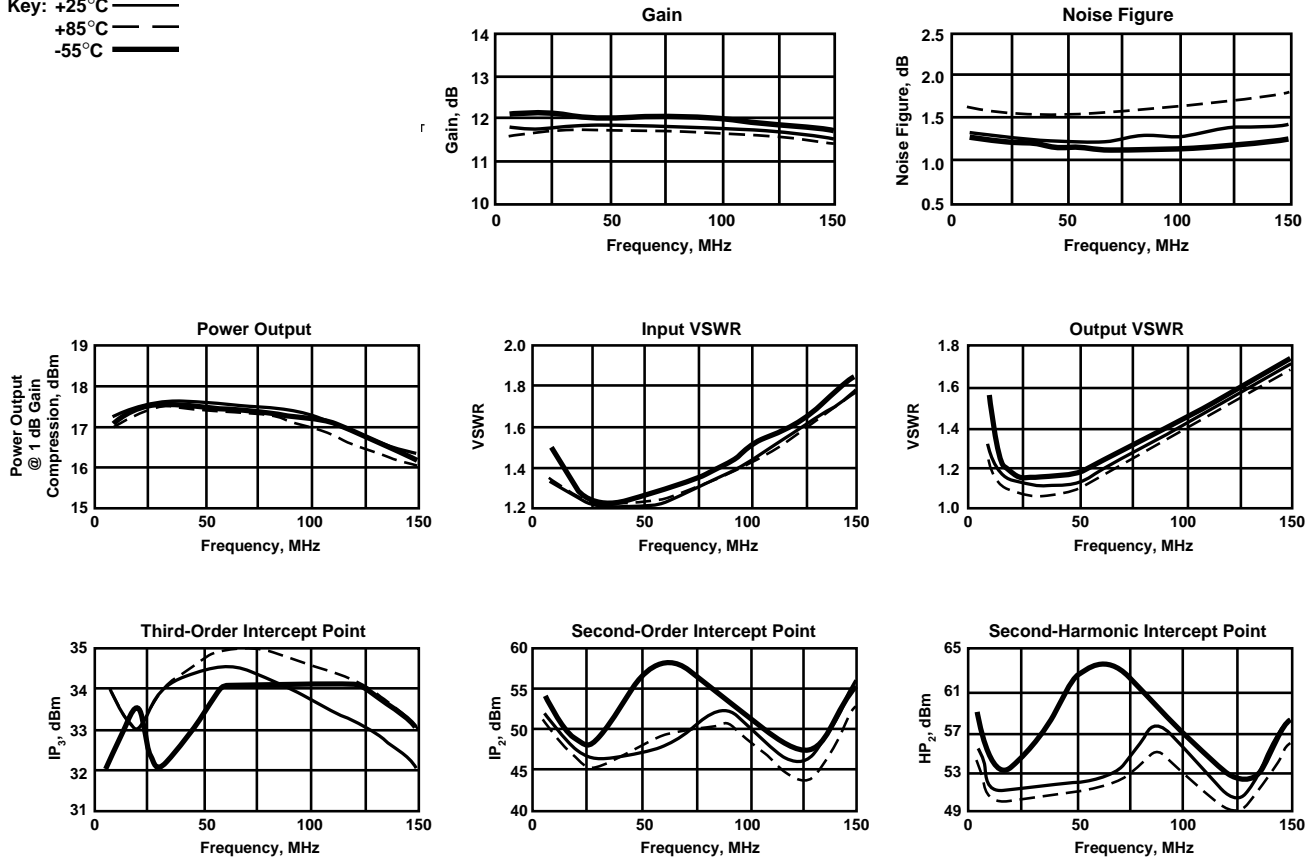 Key: +25°C
+85°C
-55°C
r
Gain
14
13
12
11
10
Gain, dB
0 50 100 150
Frequency, MHz
Noise Figure
2.5
2.0
1.5
1.0
0.5
Noise Figure, dB
0 50 100 150
Frequency, MHz
Power Output
19
18
17
16
15
Power Output
@ 1 dB Gain
Compression, dBm
0 50 100 150
Frequency, MHz
Input VSWR
2.0
1.8
1.6
1.4
1.2
VSWR
0 50 100 150
Frequency, MHz
Output VSWR
1.8
1.6
1.4
1.2
1.0
VSWR
0 50 100 150
Frequency, MHz
Third-Order Intercept Point
35
34
33
32
31
IP3, dBm
0 50 100 150
Frequency, MHz
Second-Order Intercept Point
60
55
50
45
40
IP2, dBm
0 50 100 150
Frequency, MHz
Second-Harmonic Intercept Point
65
61
57
53
49
HP2, dBm
0 50 100 150
Frequency, MHz